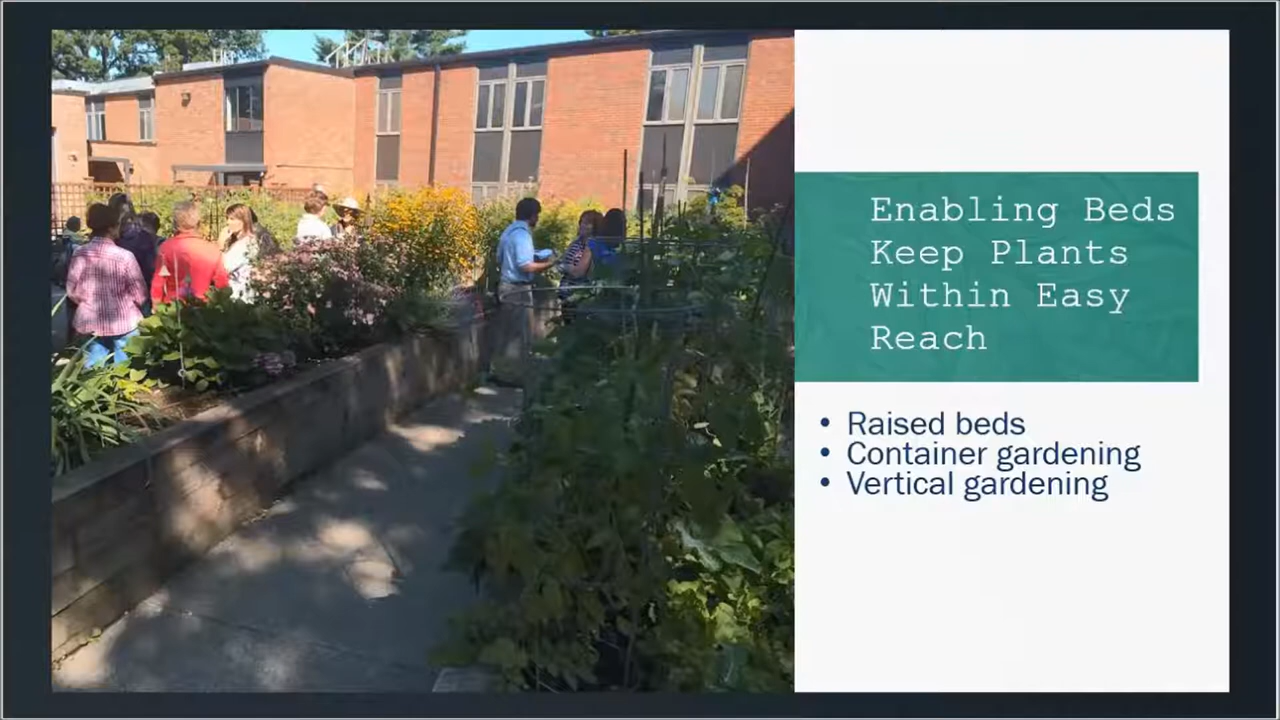 Enabling Beds
Keep Plants
Within Easy
Reach
• Raised beds
• Container gardening
• Vertical gardening